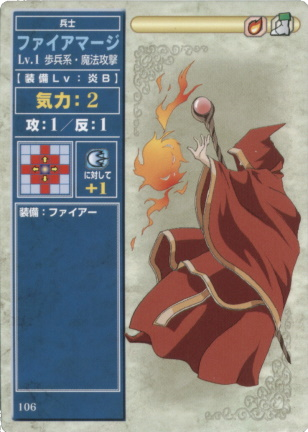 兵士
ファイアマージ
Lv.1 歩兵系・魔法攻撃
【装備Lv:炎B】
気力:2
攻:1/反:1
に対して
+1
装備:ファイアー
106